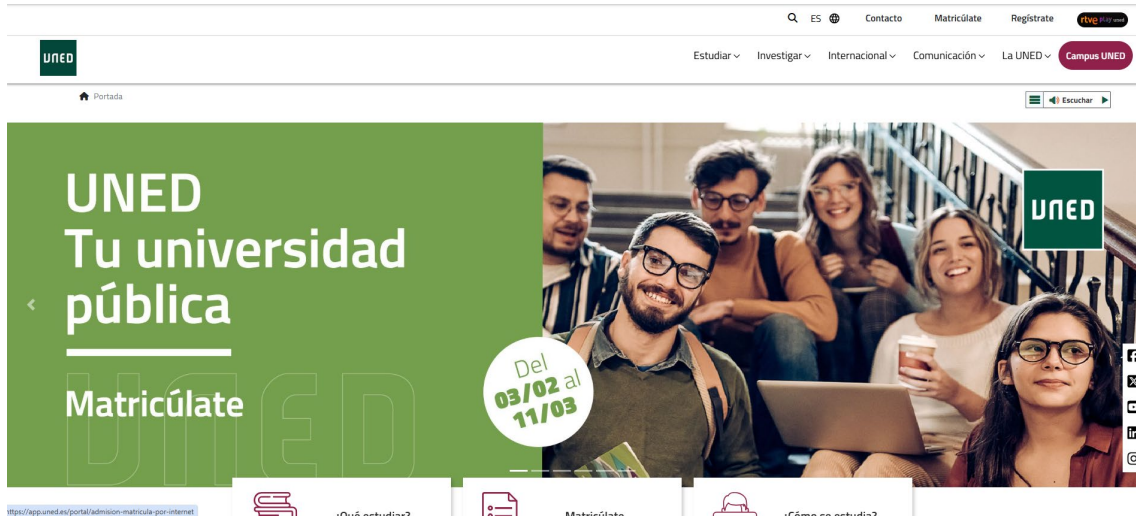 ES
Contacto
Matricúlate
Regístrate
rtve play uned
UNED
Estudiar
Investigar
Internacional
Comunicación
La UNED
Campus UNED
Portada
Escuchar
UNED
Tu universidad
pública
Matricúlate
UNED
Del
03/02 al
11/03
UNED
¿Qué estudiar?
Matricúlate
¿Cómo se estudia?
https://app.uned.es/portal/admision-matricula-por-internet